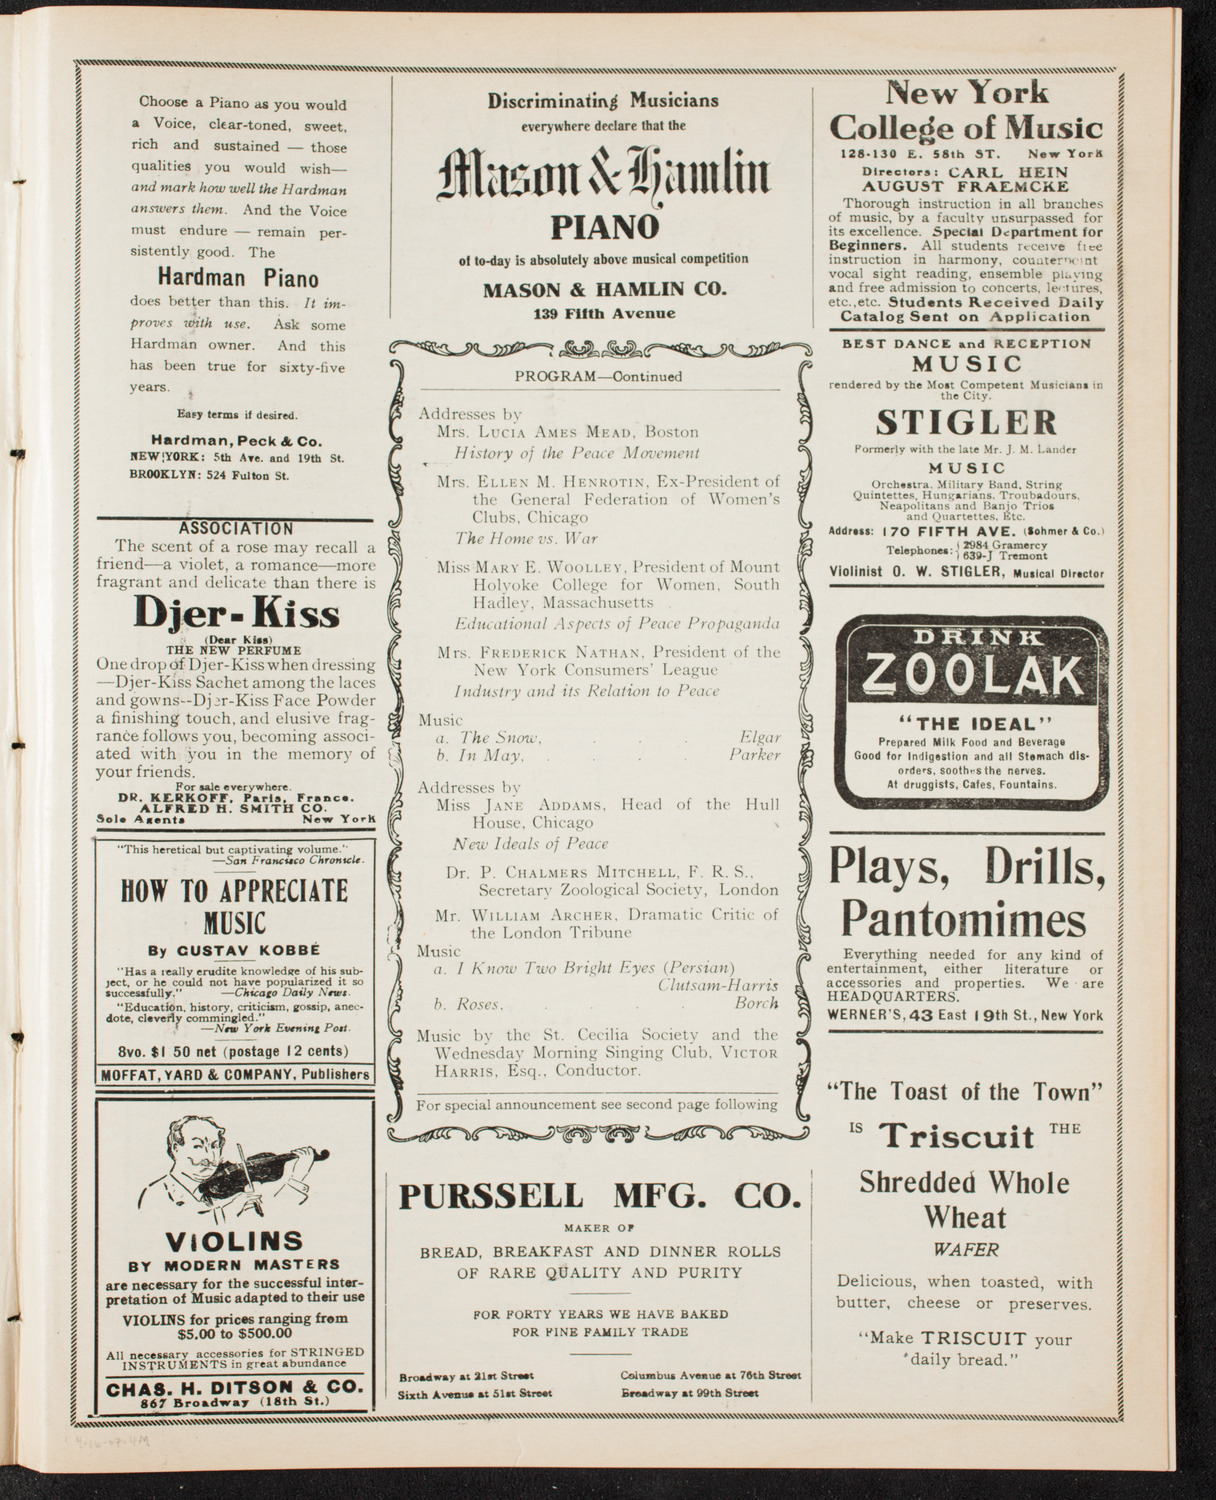 Choose a Piano as you would
a Voice, clear-toned, sweet,
rich and sustained — those
qualities you would wish—
and mark how well the Hardman
answers them. And the Voice
must endure — remain per-
sistently good. The
Hardman Piano
does better than this. It im-
proves with use. Ask some
Hardman owner. And this
has been true for sixty-five
years.
Easy terms if desired.
Hardman, Peck & Co.
NEW YORK: 5th Ave. and 19th St.
BROOKLYN: 524 Fulton St.
ASSOCIATION
The scent of a rose may recall a
friend—a violet, a romance—more
fragrant and delicate than there is
Djer-Kiss
(Dear Kiss)
THE NEW PERFUME
One drop of Djer-Kiss when dressing
—Djer-Kiss Sachet among the laces
and gowns--Djer-Kiss Face Powder
a finishing touch, and elusive frag-
rance follows you, becoming associ-
ated with you in the memory of
your friends.
For sale everywhere.
DR. KERKOFF, Paris, France.
ALFRED H. SMITH CO.
Sole Agents New York
"This heretical but captivating volume."
—San Francisco Chronicle.
HOW TO APPRECIATE
MUSIC
By GUSTAV KOBBÉ
"Has a really erudite knowledge of his sub-
ject, or he could not have popularized it so
successfully." —Chicago Daily News.
"Education, history, criticism, gossip, anec-
dote, cleverly commingled."
—New York Evening Post.
8vo. $1 50 net (postage 12 cents)
MOFFAT, YARD & COMPANY, Publishers
VIOLINS
BY MODERN MASTERS
are necessary for the successful inter-
pretation of Music adapted to their use
VIOLINS for prices ranging from
$5.00 to $500.00
All necessary accessories for STRINGED
INSTRUMENTS in great abundance
CHAS. H. DITSON & CO.
867 Broadway (18th St.)
Discriminating Musicians
everywhere declare that the
Mason & Hamlin
PIANO
of to-day is absolutely above musical competition
MASON & HAMLIN CO.
139 Fifth Avenue
PROGRAM—Continued
Addresses by
Mrs. LUCIA AMES MEAD, Boston
History of the Peace Movement
Mrs. ELLEN M. HENROTIN, Ex-President of
the General Federation of Women's
Clubs, Chicago
The Home vs. War
Miss MARY E. WOOLLEY, President of Mount
Holyoke College for Women, South
Hadley, Massachusetts
Educational Aspects of Peace Propaganda
Mrs. FREDERICK NATHAN, President of the
New York Consumers' League
Industry and its Relation to Peace
Music
a. The Snow, . . . Elgar
b. In May, . . . . Parker
Addresses by
Miss JANE ADDAMS, Head of the Hull
House, Chicago
New Ideals of Peace
Dr. P. CHALMERS MITCHELL, F. R. S.,
Secretary Zoological Society, London
Mr. WILLIAM ARCHER, Dramatic Critic of
the London Tribune
Music
a. I Know Two Bright Eyes (Persian)
Clutsam-Harris
b. Roses, . . . . Borch
Music by the St. Cecilia Society and the
Wednesday Morning Singing Club, VICTOR
HARRIS, Esq., Conductor.
For special announcement see second page following
PURSSELL MFG. CO.
MAKER OF
BREAD, BREAKFAST AND DINNER ROLLS
OF RARE QUALITY AND PURITY
FOR FORTY YEARS WE HAVE BAKED
FOR FINE FAMILY TRADE
Broadway at 21st Street Columbus Avenue at 76th Street
Sixth Avenue at 51st Street Broadway at 99th Street
New York
College of Music
128-130 E. 58th ST. New York
Directors: CARL HEIN
AUGUST FRAEMCKE
Thorough instruction in all branches
of music, by a faculty unsurpassed for
its excellence. Special Department for
Beginners. All students receive free
instruction in harmony, counterpoint
vocal sight reading, ensemble playing
and free admission to concerts, lectures,
etc.,etc. Students Received Daily
Catalog Sent on Application
BEST DANCE and RECEPTION
MUSIC
rendered by the Most Competent Musicians in
the City.
STIGLER
Formerly with the late Mr. J. M. Lander
MUSIC
Orchestra, Military Band, String
Quintettes, Hungarians, Troubadours,
Neapolitans and Banjo Trios
and Quartettes, Etc.
Address: 170 FIFTH AVE. (Sohmer & Co.)
Telephones: 2984 Gramercy
639-J Tremont
Violinist O. W. STIGLER, Musical Director
DRINK
ZOOLAK
"THE IDEAL"
Prepared Milk Food and Beverage
Good for Indigestion and all Stomach dis-
orders, soothes the nerves.
At druggists, Cafes, Fountains.
Plays, Drills,
Pantomimes
Everything needed for any kind of
entertainment, either literature or
accessories and properties. We are
HEADQUARTERS.
WERNER'S, 43 East 19th St., New York
"The Toast of the Town"
IS Triscuit THE
Shredded Whole
Wheat
WAFER
Delicious, when toasted, with
butter, cheese or preserves.
"Make TRISCUIT your
"daily bread."
4-16-07-4M